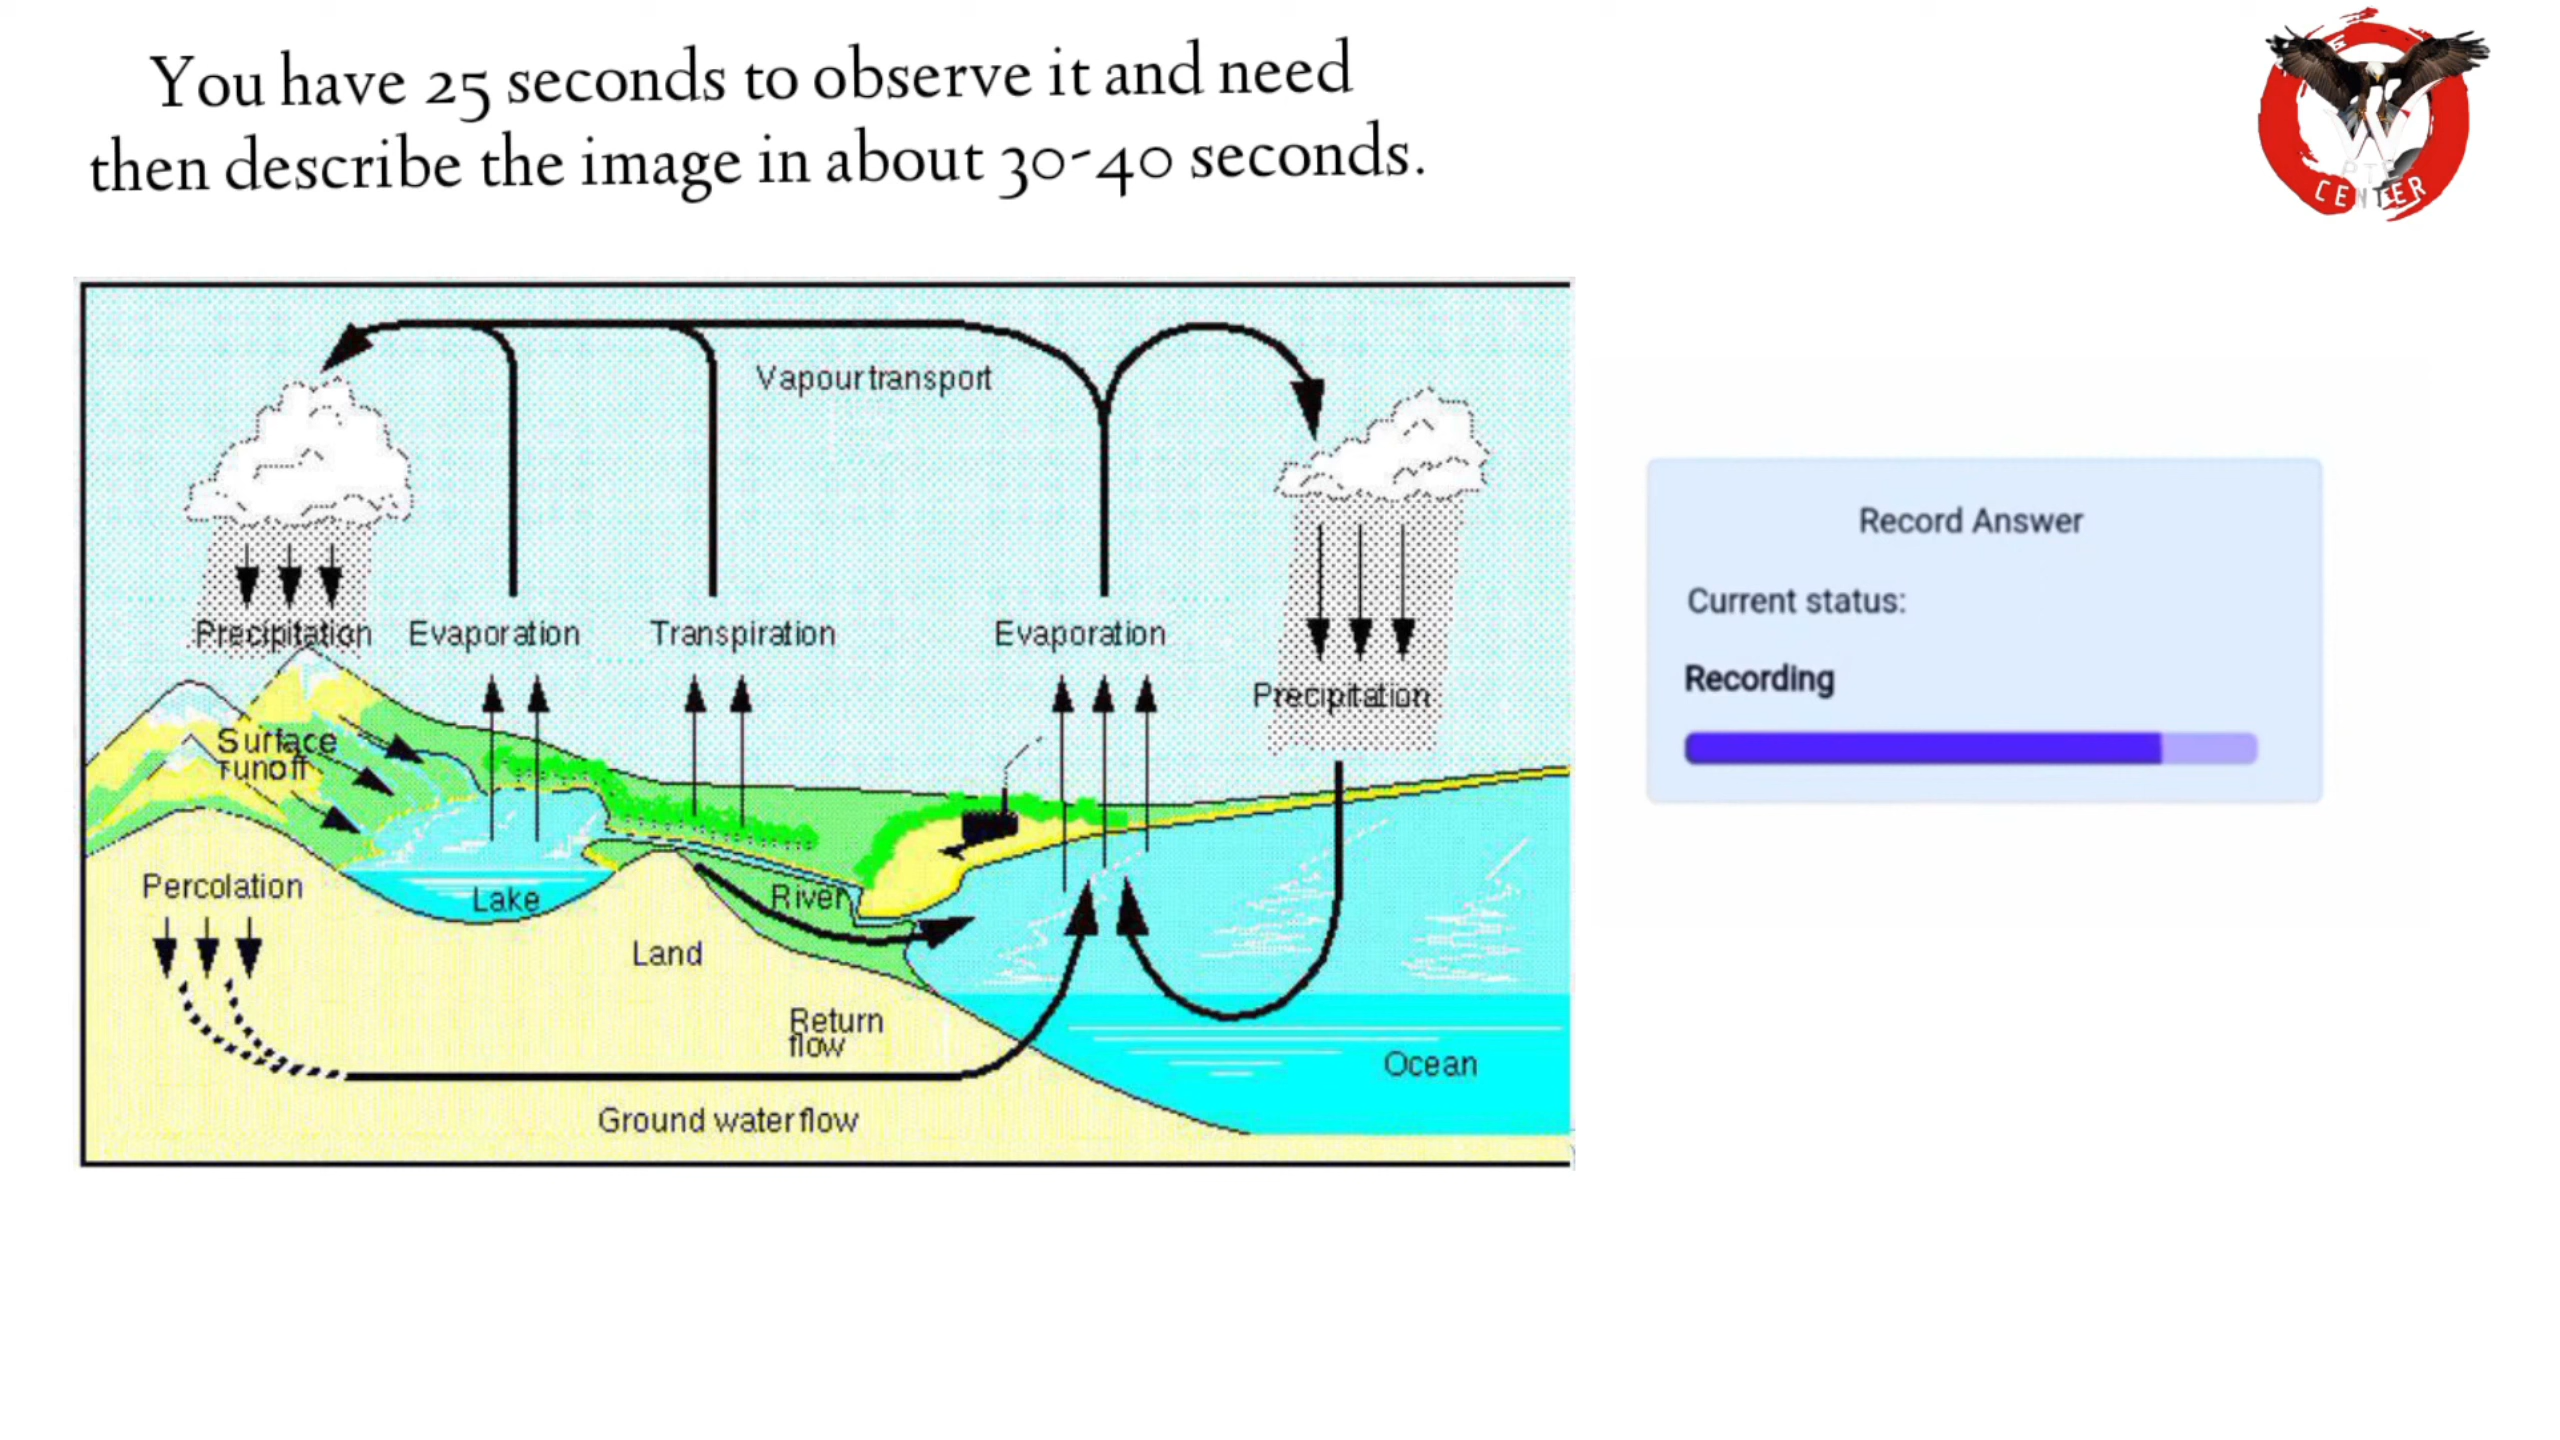 You have 25 seconds to observe it and need
then describe the image in about 30-40 seconds.
PTE
CENTER
Vapour transport
Precipitation
Evaporation
Transpiration
Evaporation
Precipitation
Surface
runoff
Percolation
Lake
River
Land
Return
flow
Ocean
Ground water flow
Record Answer
Current status:
Recording